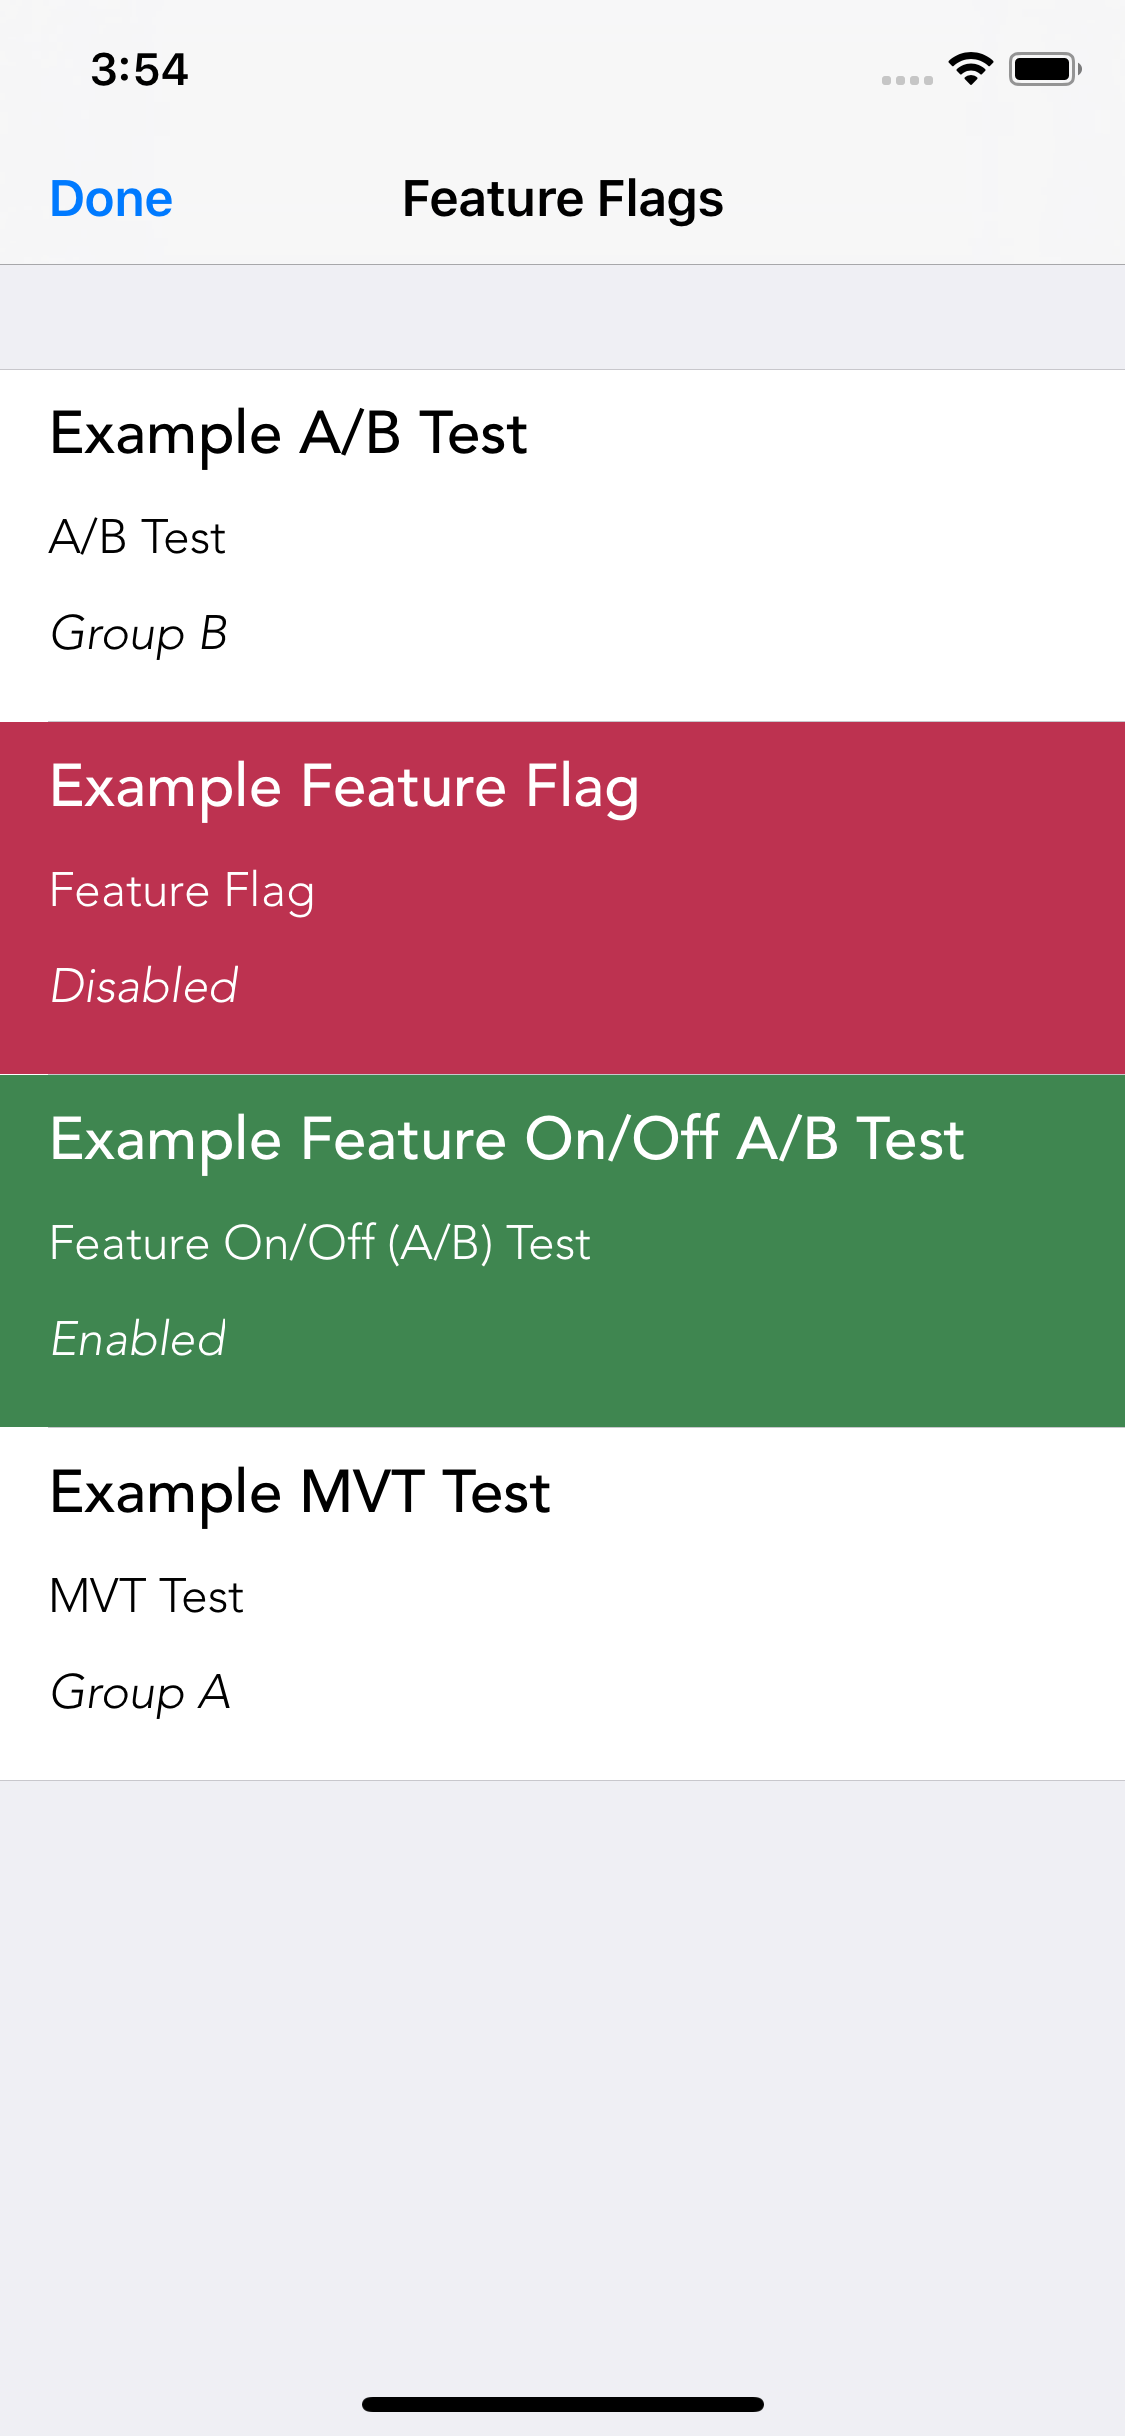 3:54
Done Feature Flags
Example A/B Test
A/B Test
Group B
Example Feature Flag
Feature Flag
Disabled
Example Feature On/Off A/B Test
Feature On/Off (A/B) Test
Enabled
Example MVT Test
MVT Test
Group A